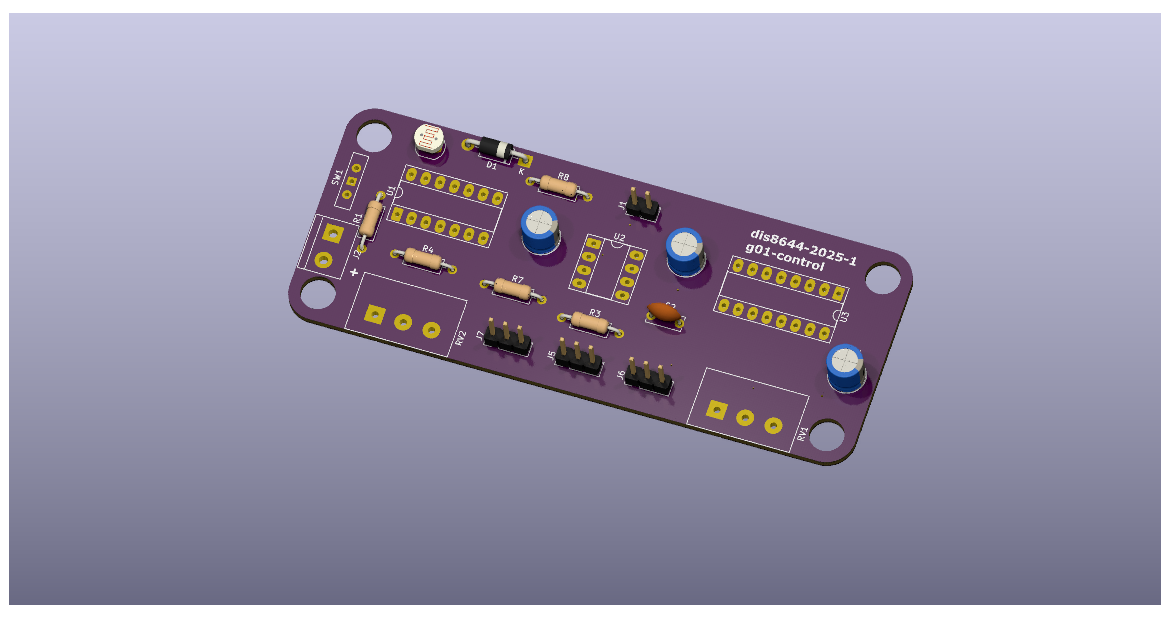 D1
K
R8
SW1
U1
J1
R1
U2
dis8644-2025-1
g01-control
J2
R4
+
R7
R3
U3
RV2
J7
J5
J6
RV1